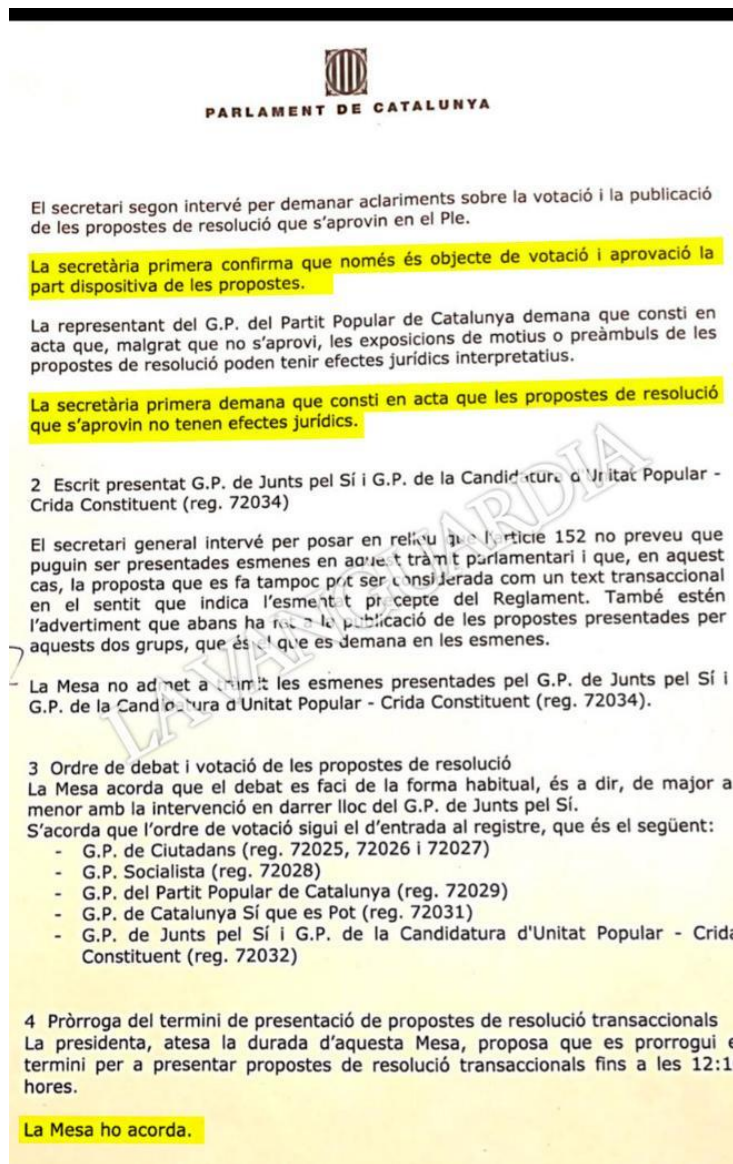 PARLAMENT DE CATALUNYA
El secretari segon intervé per demanar aclariments sobre la votació i la publicació
de les propostes de resolució que s'aprovin en el Ple.
La secretària primera confirma que només és objecte de votació i aprovació la
part dispositiva de les propostes.
La representant del G.P. del Partit Popular de Catalunya demana que consti en
acta que, malgrat que no s'aprovi, les exposicions de motius o preàmbuls de les
propostes de resolució poden tenir efectes jurídics interpretatius.
La secretària primera demana que consti en acta que les propostes de resolució
que s'aprovin no tenen efectes jurídics.
2 Escrit presentat G.P. de Junts pel Sí i G.P. de la Candidatura d'Unitat Popular -
Crida Constituent (reg. 72034)
El secretari general intervé per posar en relleu que l'article 152 no preveu que
puguin ser presentades esmenes en aquest tràmit parlamentari i que, en aquest
cas, la proposta que es fa tampoc pot ser considerada com un text transaccional
en el sentit que indica l'esmentat precepte del Reglament. També estén
l'advertiment que abans ha fet a la publicació de les propostes presentades per
aquests dos grups, que és el que es demana en les esmenes.
La Mesa no admet a tràmit les esmenes presentades pel G.P. de Junts pel Sí i
G.P. de la Candidatura d'Unitat Popular - Crida Constituent (reg. 72034).
LA VANGUARDIA
3 Ordre de debat i votació de les propostes de resolució
La Mesa acorda que el debat es faci de la forma habitual, és a dir, de major a
menor amb la intervenció en darrer lloc del G.P. de Junts pel Sí.
S'acorda que l'ordre de votació sigui el d'entrada al registre, que és el següent:
- G.P. de Ciutadans (reg. 72025, 72026 i 72027)
- G.P. Socialista (reg. 72028)
- G.P. del Partit Popular de Catalunya (reg. 72029)
- G.P. de Catalunya Sí que es Pot (reg. 72031)
- G.P. de Junts pel Sí i G.P. de la Candidatura d'Unitat Popular - Crida
Constituent (reg. 72032)
4 Pròrroga del termini de presentació de propostes de resolució transaccionals
La presidenta, atesa la durada d'aquesta Mesa, proposa que es prorrogui e
termini per a presentar propostes de resolució transaccionals fins a les 12:1
hores.
La Mesa ho acorda.